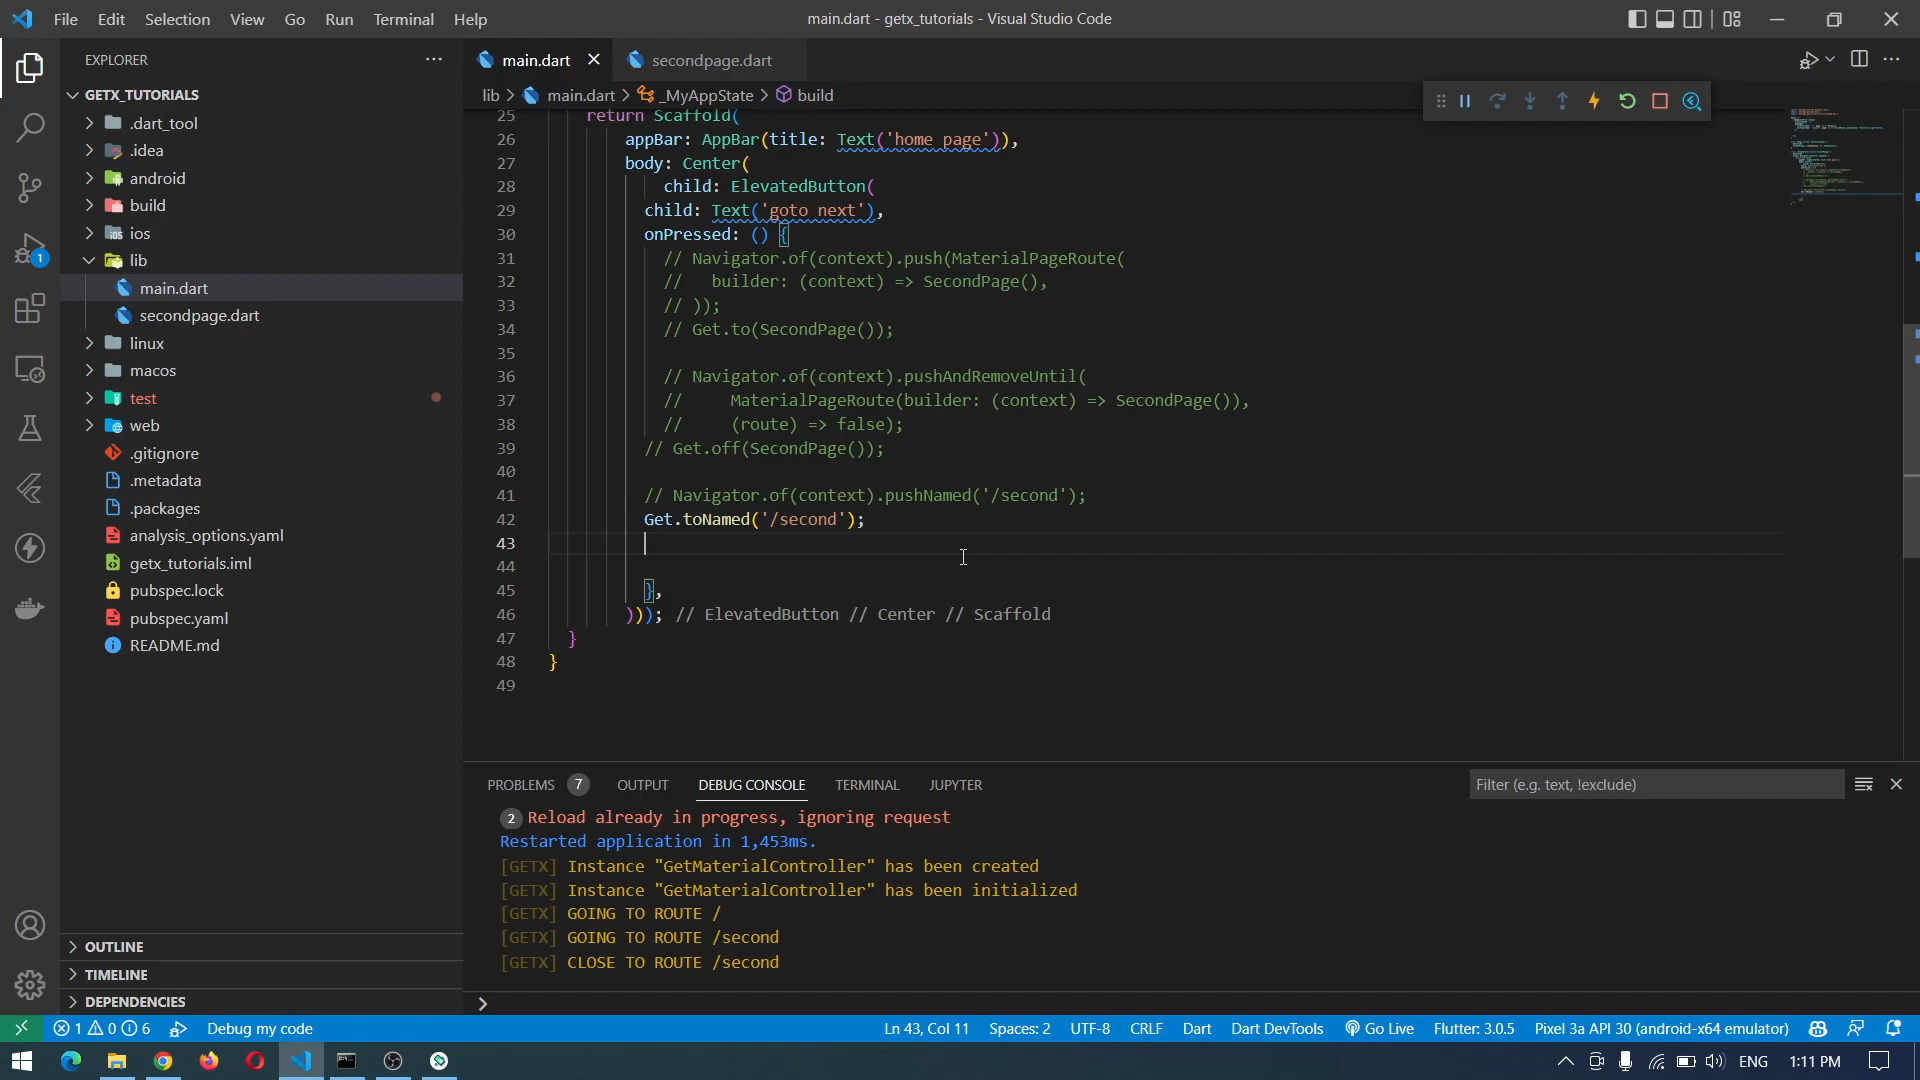 File Edit Selection View Go Run Terminal Help
main.dart - getx_tutorials - Visual Studio Code
EXPLORER
GETX_TUTORIALS
.dart_tool
.idea
android
build
ios
lib
main.dart
secondpage.dart
linux
macos
test
web
.gitignore
.metadata
.packages
analysis_options.yaml
getx_tutorials.iml
pubspec.lock
pubspec.yaml
README.md
OUTLINE
TIMELINE
DEPENDENCIES
main.dart secondpage.dart
lib > main.dart > _MyAppState > build
25 return Scaffold(
26 appBar: AppBar(title: Text('home page')),
27 body: Center(
28 child: ElevatedButton(
29 child: Text('goto next'),
30 onPressed: () {
31 // Navigator.of(context).push(MaterialPageRoute(
32 //   builder: (context) => SecondPage(),
33 // ));
34 // Get.to(SecondPage());
35
36 // Navigator.of(context).pushAndRemoveUntil(
37 //     MaterialPageRoute(builder: (context) => SecondPage()),
38 //     (route) => false);
39 // Get.off(SecondPage());
40
41 // Navigator.of(context).pushNamed('/second');
42 Get.toNamed('/second');
43
44
45 },
46 ))); // ElevatedButton // Center // Scaffold
47 }
48 }
49
PROBLEMS 7 OUTPUT DEBUG CONSOLE TERMINAL JUPYTER
Filter (e.g. text, !exclude)
2 Reload already in progress, ignoring request
Restarted application in 1,453ms.
[GETX] Instance "GetMaterialController" has been created
[GETX] Instance "GetMaterialController" has been initialized
[GETX] GOING TO ROUTE /
[GETX] GOING TO ROUTE /second
[GETX] CLOSE TO ROUTE /second
1 0 6 Debug my code
Ln 43, Col 11 Spaces: 2 UTF-8 CRLF Dart Dart DevTools Go Live Flutter: 3.0.5 Pixel 3a API 30 (android-x64 emulator)
ENG 1:11 PM